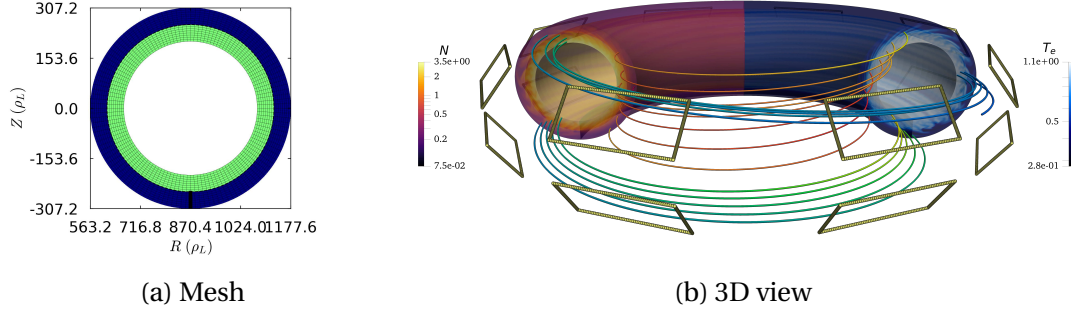 307.2
153.6
0.0
-153.6
-307.2
Z (ρ_L)
563.2 716.8 870.4 1024.0 1177.6
R (ρ_L)
(a) Mesh
N
3.5e+00
2
1
0.5
0.2
7.5e-02
T_e
1.1e+00
0.5
2.8e-01
(b) 3D view